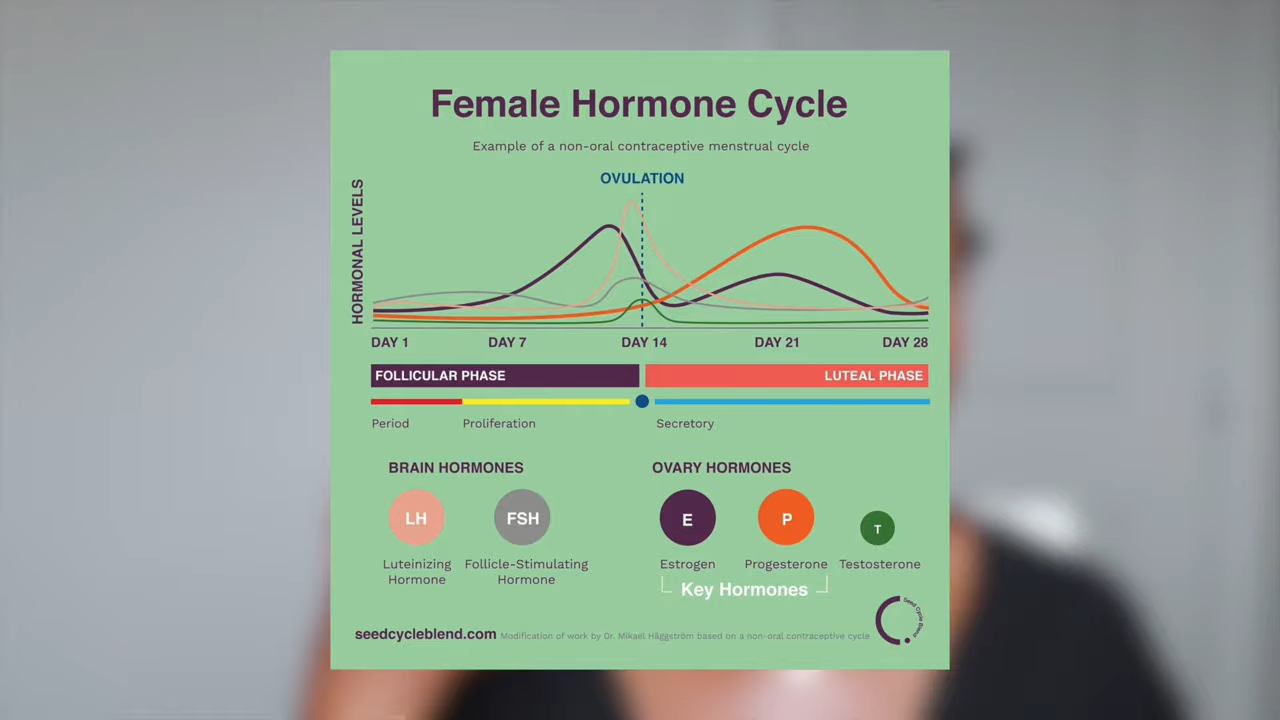 Female Hormone Cycle
Example of a non-oral contraceptive menstrual cycle
OVULATION
HORMONAL LEVELS
DAY 1
DAY 7
DAY 14
DAY 21
DAY 28
FOLLICULAR PHASE
LUTEAL PHASE
Period
Proliferation
Secretory
BRAIN HORMONES
OVARY HORMONES
LH
FSH
E
P
T
Luteinizing
Hormone
Follicle-Stimulating
Hormone
Estrogen
Progesterone
Testosterone
Key Hormones
seedcycleblend.com
Modification of work by Dr. Mikael Häggström based on a non-oral contraceptive cycle
Seed Cycle Blend